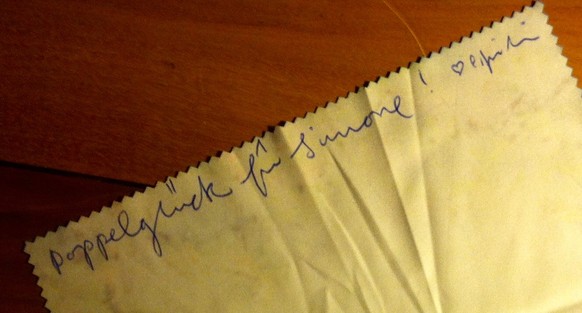 Doppelglück für Simone! ♡